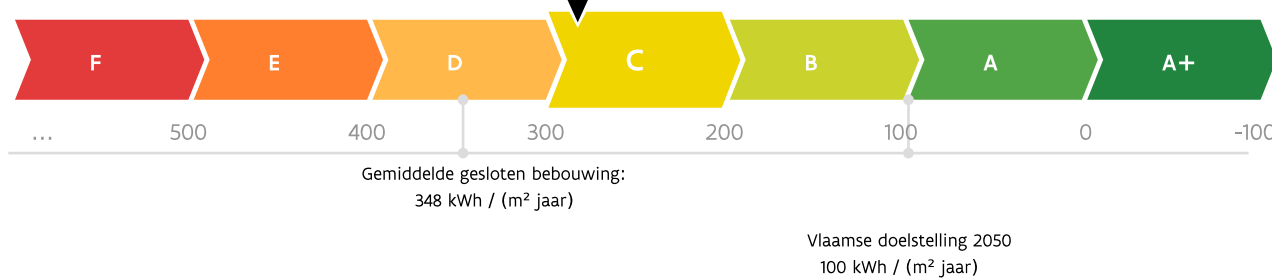 F E D C B A A+
... 500 400 300 200 100 0 -100
Gemiddelde gesloten bebouwing:
348 kWh / (m² jaar)
Vlaamse doelstelling 2050
100 kWh / (m² jaar)